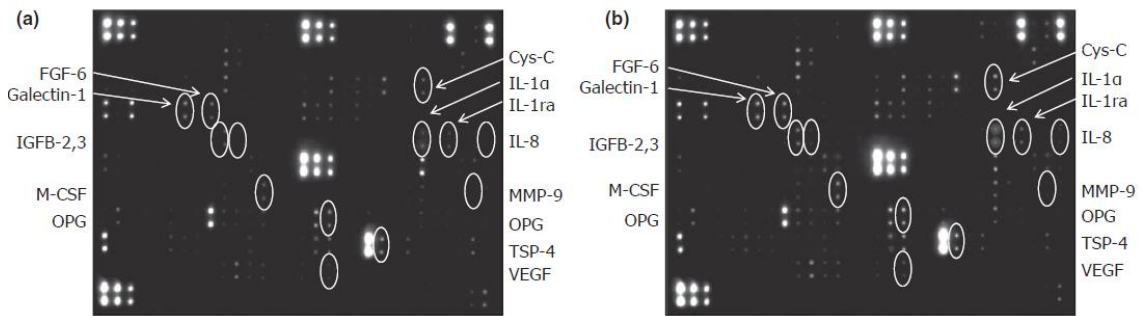 (a)
FGF-6
Galectin-1
IGFB-2,3
M-CSF
OPG
Cys-C
IL-1α
IL-1ra
IL-8
MMP-9
OPG
TSP-4
VEGF
(b)
FGF-6
Galectin-1
IGFB-2,3
M-CSF
OPG
Cys-C
IL-1α
IL-1ra
IL-8
MMP-9
OPG
TSP-4
VEGF